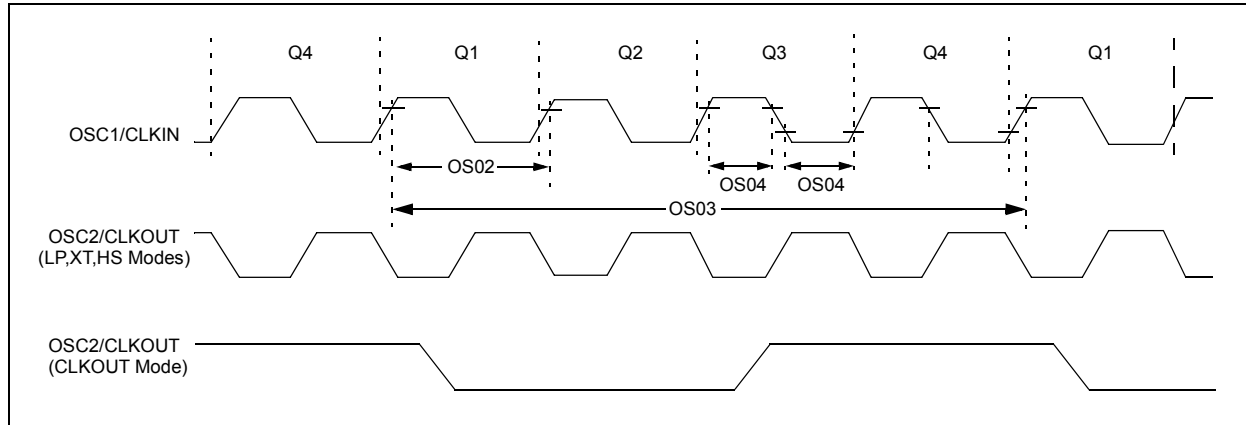 Q4 Q1 Q2 Q3 Q4 Q1
OSC1/CLKIN
OS02
OS04 OS04
OS03
OSC2/CLKOUT
(LP,XT,HS Modes)
OSC2/CLKOUT
(CLKOUT Mode)